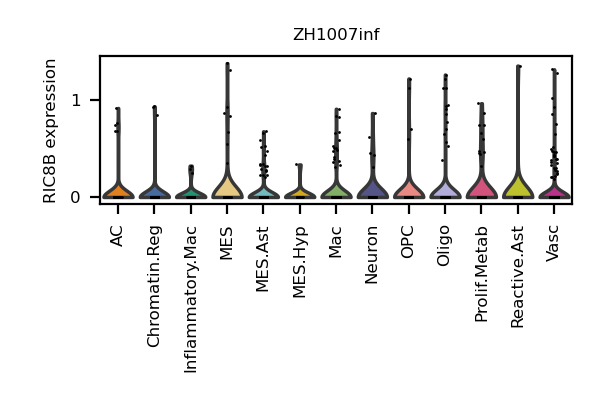 ZH1007inf
RIC8B expression
1
0
AC
Chromatin.Reg
Inflammatory.Mac
MES
MES.Ast
MES.Hyp
Mac
Neuron
OPC
Oligo
Prolif.Metab
Reactive.Ast
Vasc